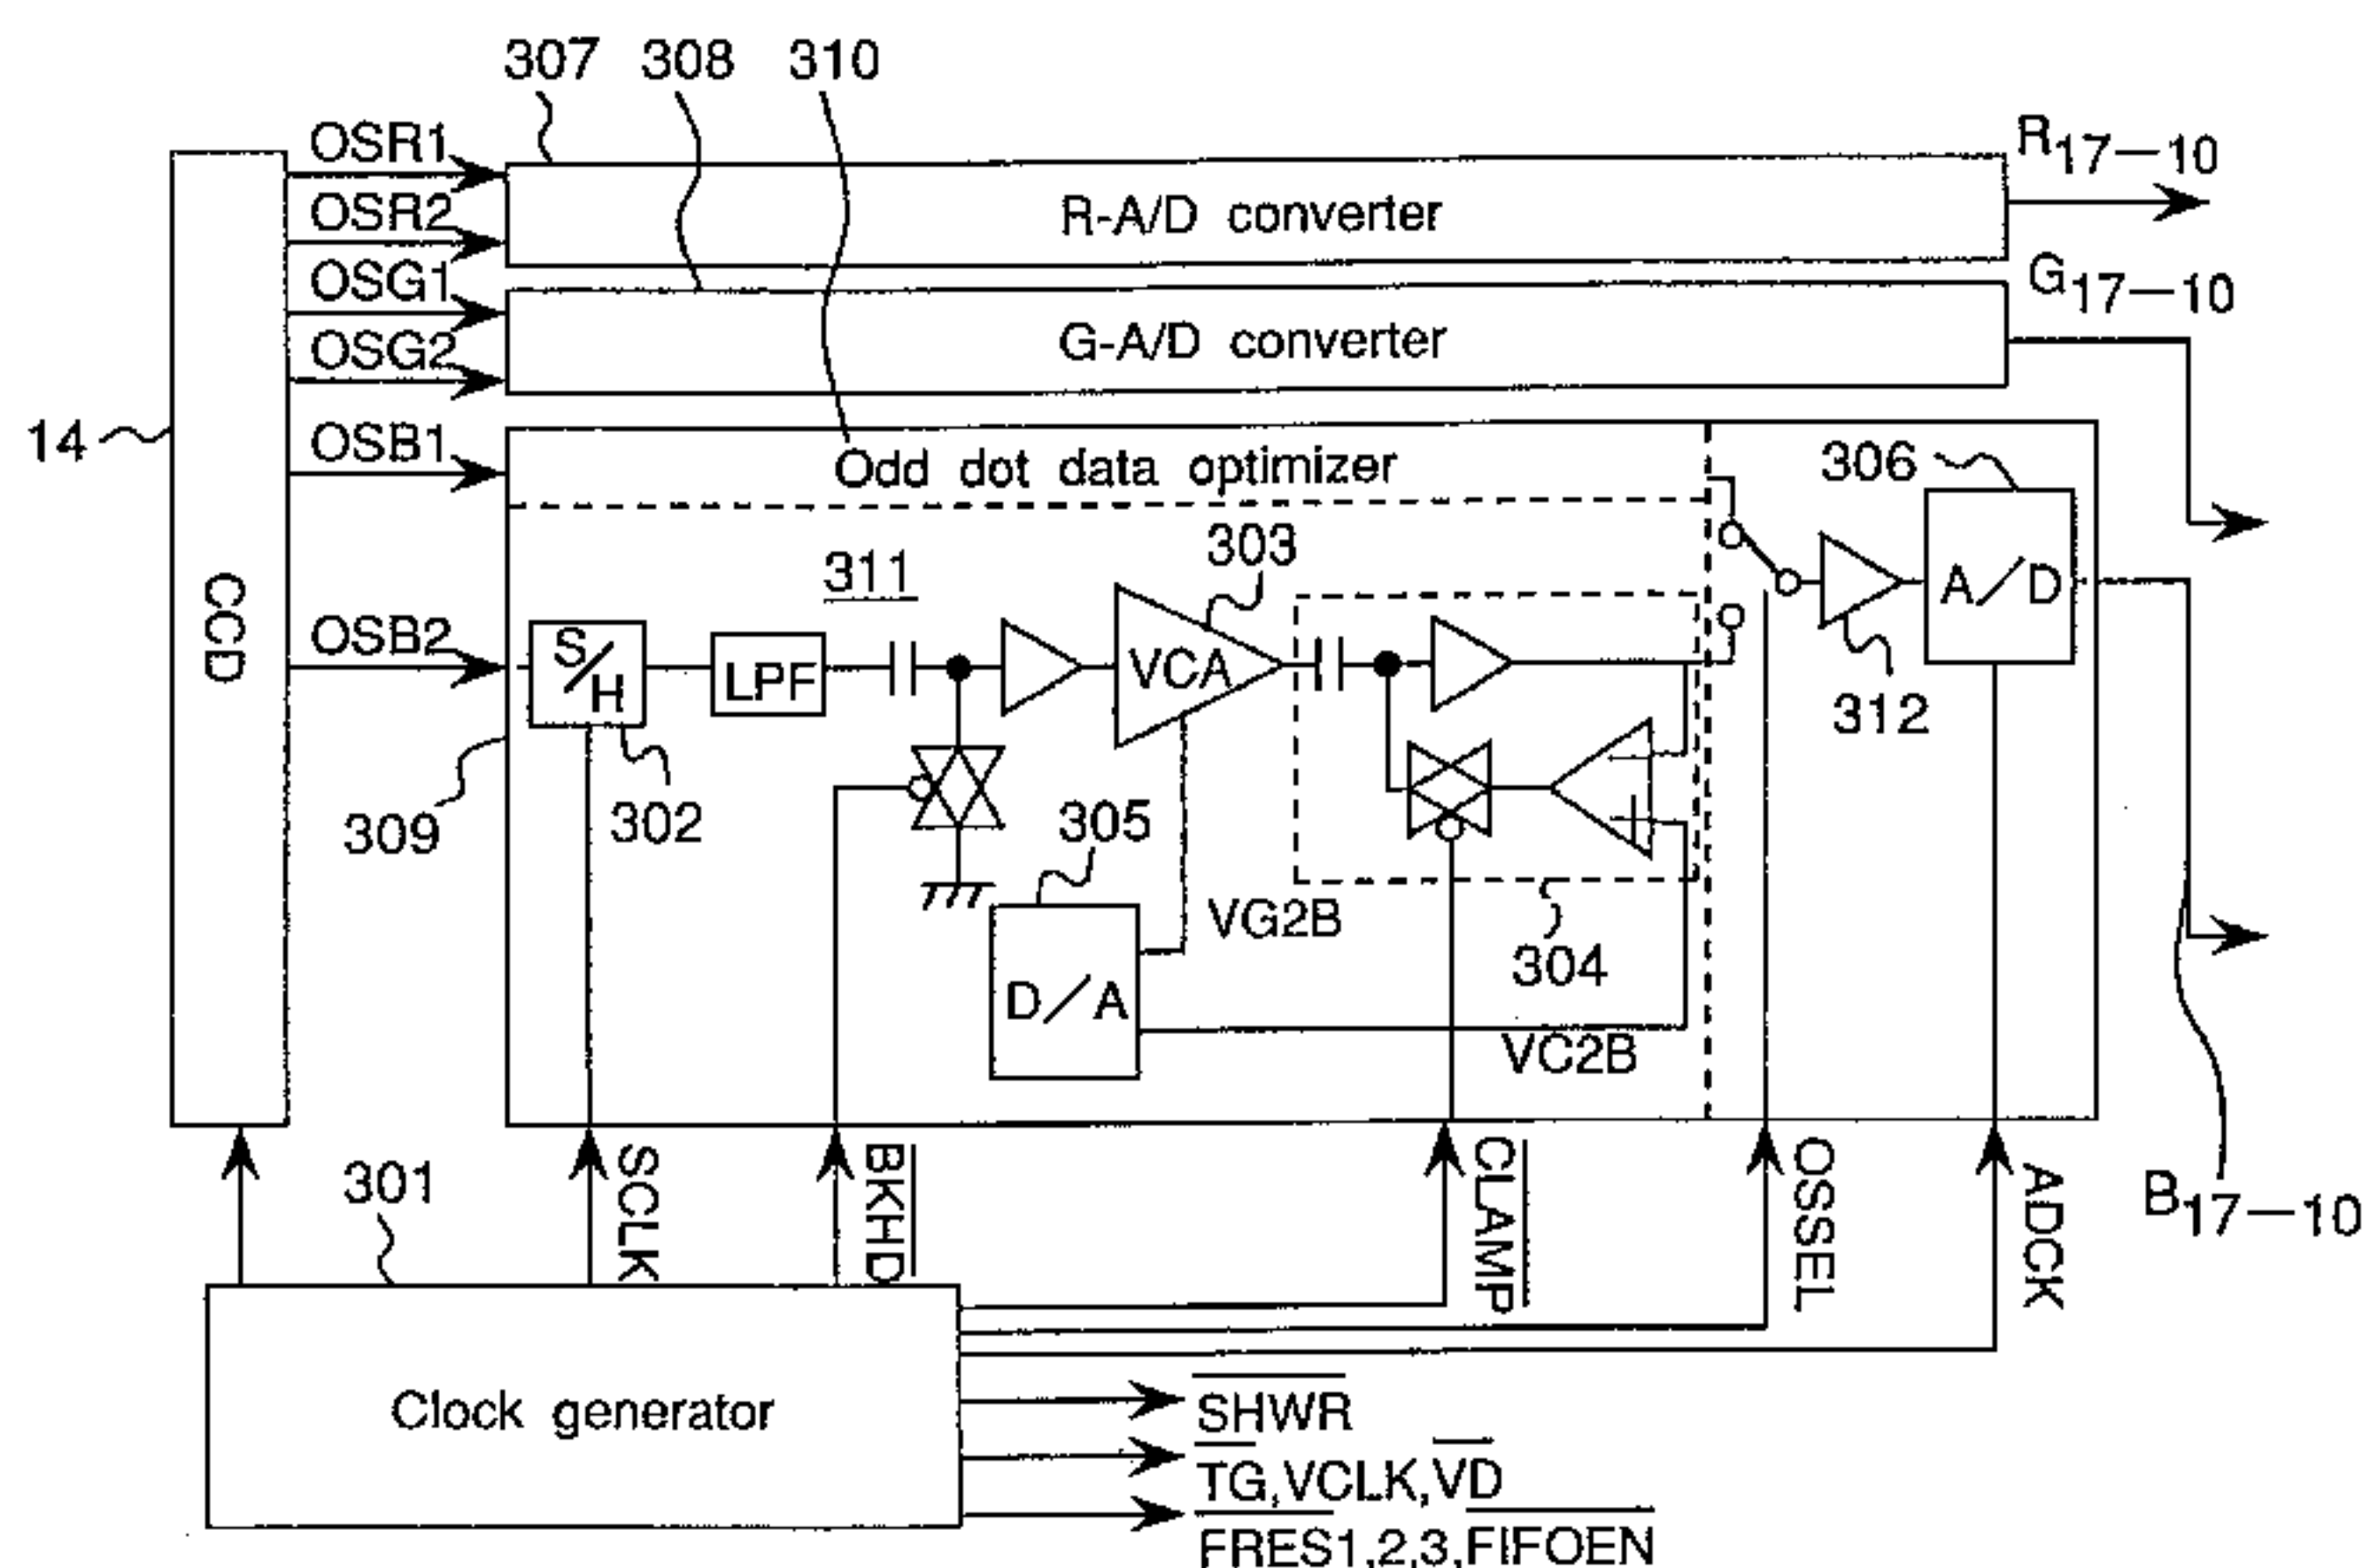 307 308 310
OSR1
R17−10
OSR2
R-A/D converter
OSG1
G17−10
OSG2
G-A/D converter
14
OSB1
Odd dot data optimizer
306
303
311
A/D
CCD
OSB2
S/H
LPF
VCA
312
309
302
305
VG2B
304
D/A
VC2B
301
SCLK
BKHD
CLAMP
OSSEL
ADCK
B17−10
Clock generator
SHWR
TG,VCLK,VD
FRES1,2,3,FIFOEN